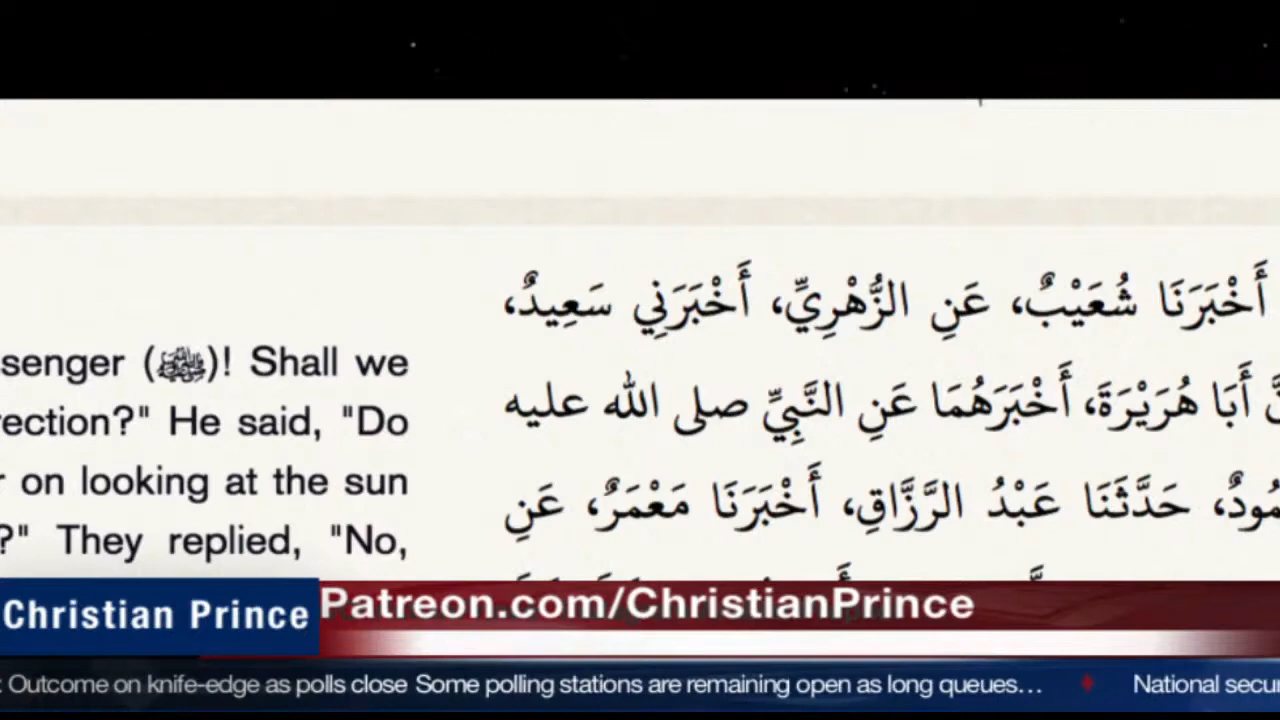 أَخْبَرَنَا شُعَيْبٌ، عَنِ الزُّهْرِيِّ، أَخْبَرَنِي سَعِيدٌ،
أَبَا هُرَيْرَةَ، أَخْبَرَهُمَا عَنِ النَّبِيِّ صلى الله عليه
حَدَّثَنَا عَبْدُ الرَّزَّاقِ، أَخْبَرَنَا مَعْمَرٌ، عَنِ
senger (ﷺ)! Shall we
rection?" He said, "Do
r on looking at the sun
?" They replied, "No,
Christian Prince
Patreon.com/ChristianPrince
: Outcome on knife-edge as polls close Some polling stations are remaining open as long queues… National secur